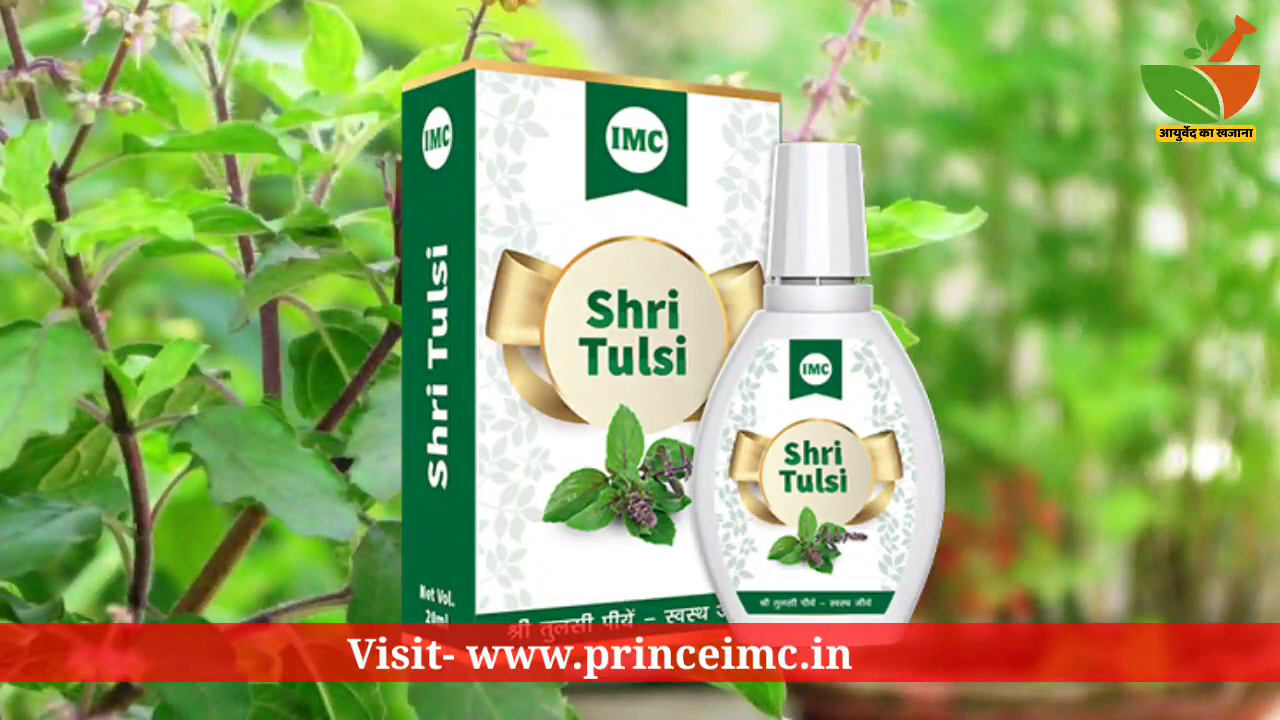 आयुर्वेद का खजाना
IMC
IMC
Shri Tulsi
Shri
Tulsi
Net Vol.
20ml
श्री तुलसी पीयें – स्वस्थ
IMC
Shri
Tulsi
श्री तुलसी पीयें – स्वस्थ जीयें
Visit- www.princeimc.in